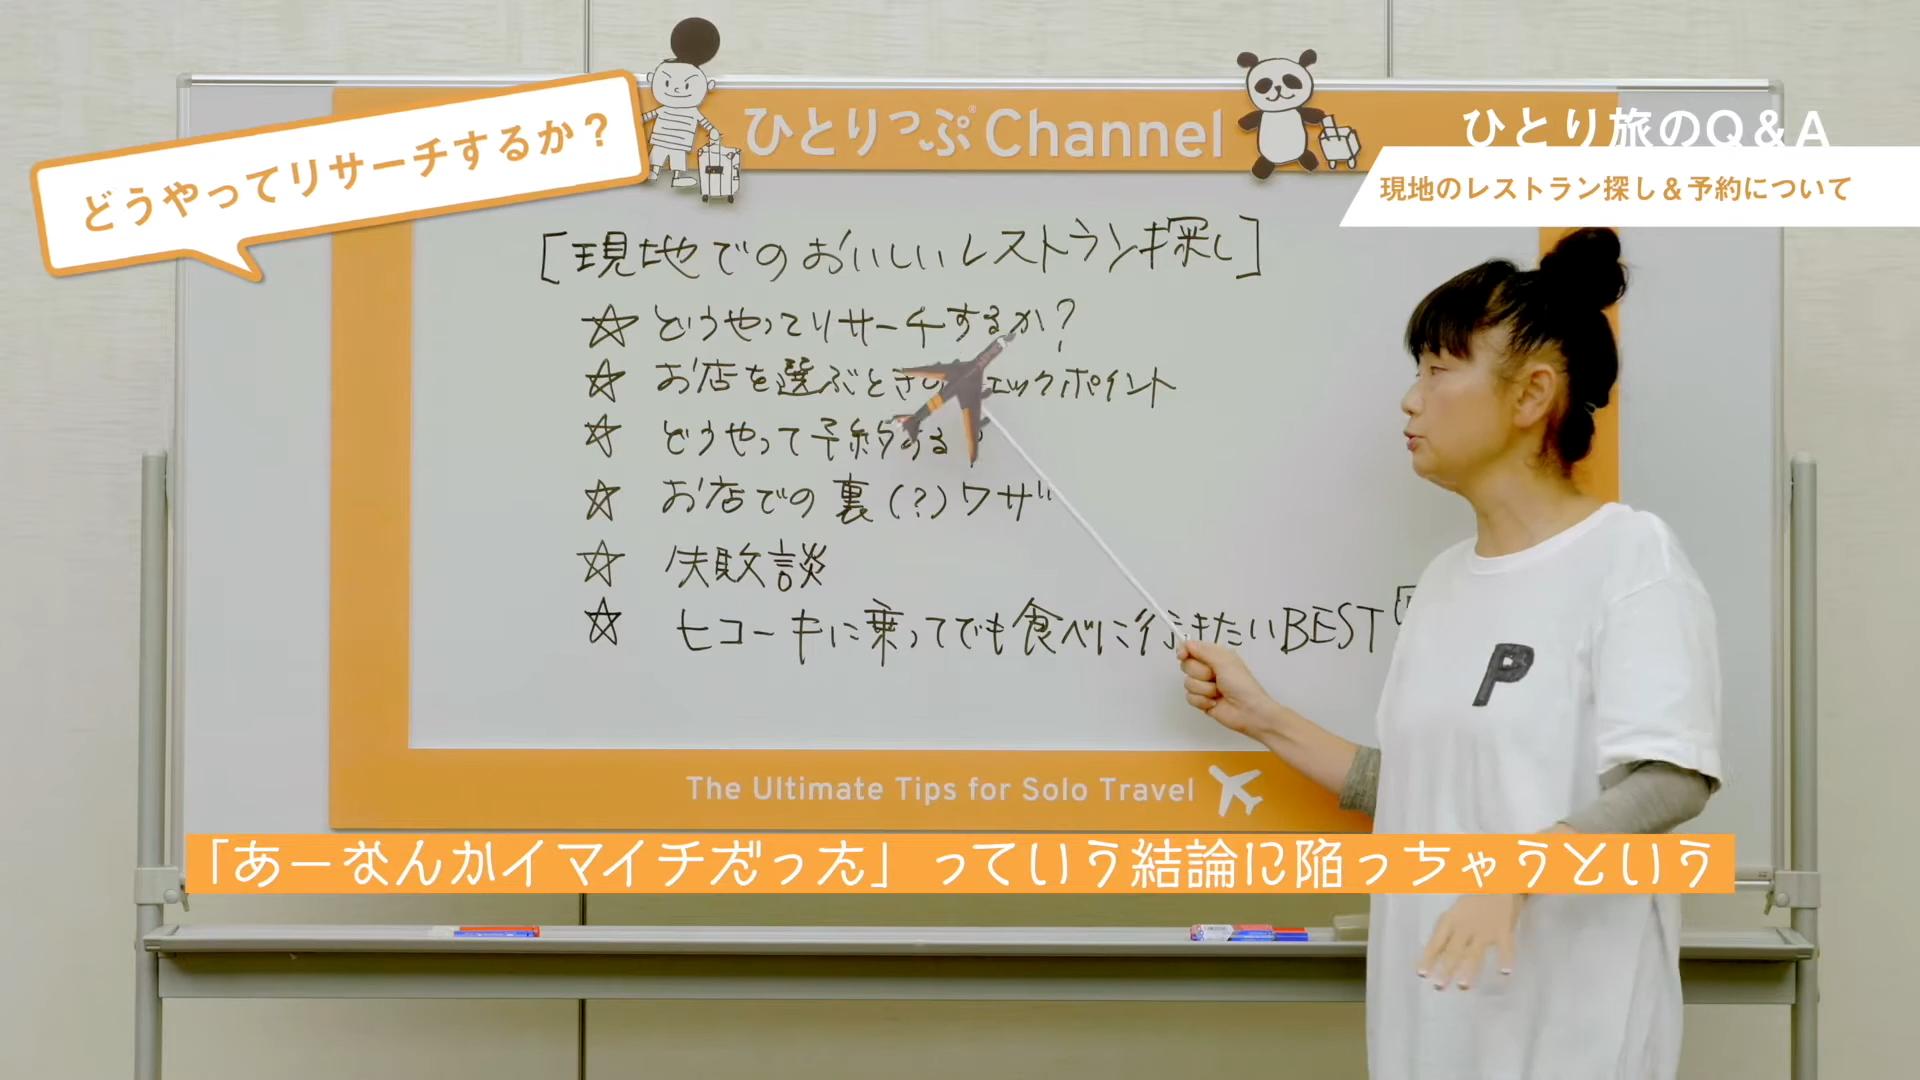 ひとりっぷ® Channel
ひとり旅のQ&A
現地のレストラン探し&予約について
どうやってリサーチするか?
[現地でのおいしいレストラン探し]
☆ どうやってリサーチするか?
☆ お店を選ぶときの ェックポイント
☆ どうやって予約する
☆ お店での裏(?)ワザ
☆ 失敗談
☆ ヒコーキに乗ってでも食べに行きたいBEST
P
The Ultimate Tips for Solo Travel
「あーなんかイマイチだった」っていう結論に陥っちゃうという